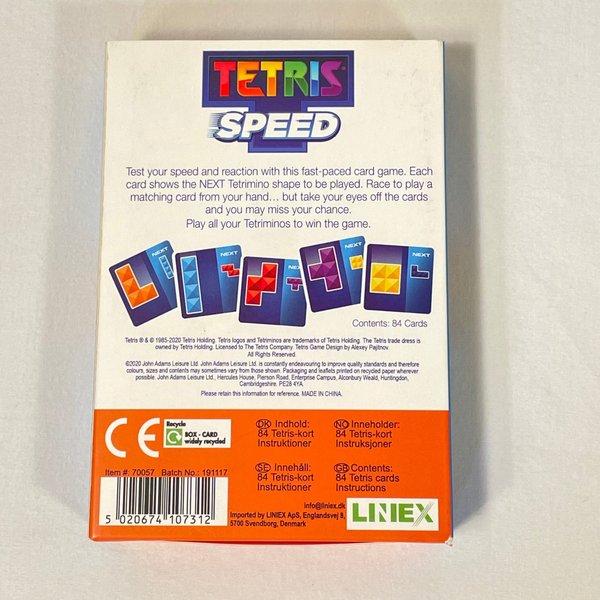 TETRIS®
SPEED
Test your speed and reaction with this fast-paced card game. Each
card shows the NEXT Tetrimino shape to be played. Race to play a
matching card from your hand... but take your eyes off the cards
and you may miss your chance.
Play all your Tetriminos to win the game.
NEXT
NEXT
NEXT
NEXT
NEXT
Contents: 84 Cards
Tetris ® & © 1985-2020 Tetris Holding. Tetris logos and Tetriminos are trademarks of Tetris Holding. The Tetris trade dress is
owned by Tetris Holding. Licensed to The Tetris Company. Tetris Game Design by Alexey Pajitnov.
All Rights Reserved.
©2020 John Adams Leisure Ltd. John Adams Leisure Ltd. is constantly endeavouring to improve quality standards and therefore
colours, sizes and contents may sometimes vary from those shown. Packaging and leaflets printed on recycled paper wherever
possible. John Adams Leisure Ltd., Hercules House, Pierson Road, Enterprise Campus, Alconbury Weald, Huntingdon,
Cambridgeshire. PE28 4YA.
Please retain this information for reference. MADE IN CHINA.
CE
Recycle
BOX - CARD
widely recycled
DK Indhold:
84 Tetris-kort
Instruktioner
NO Inneholder:
84 Tetris-kort
Instruksjoner
SE Innehåll:
84 Tetris-kort
Instruktioner
GB Contents:
84 Tetris cards
Instructions
Item #: 70057 Batch No.: 191117
5 020674 107312
info@liniex.dk
Imported by LINIEX ApS, Englandsvej 8,
5700 Svendborg, Denmark
LINIEX